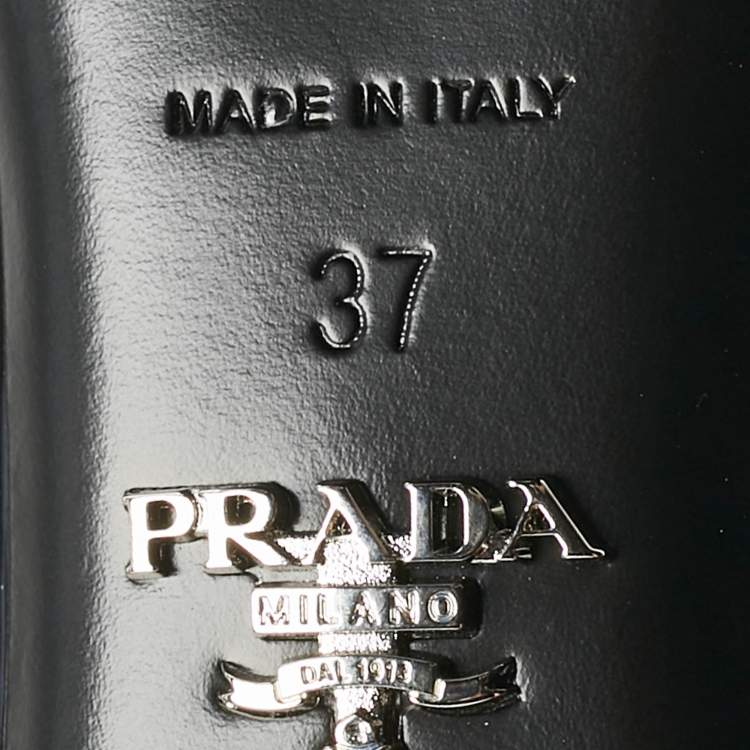 MADE IN ITALY
37
PRADA
MILANO
DAL 1913